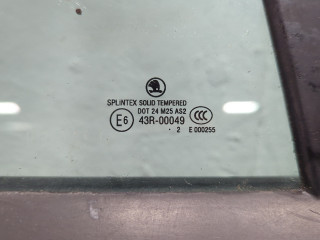 SPLINTEX SOLID TEMPERED
DOT 24 M25 AS2
E6 43R-00049 CCC
· 2 E 000255